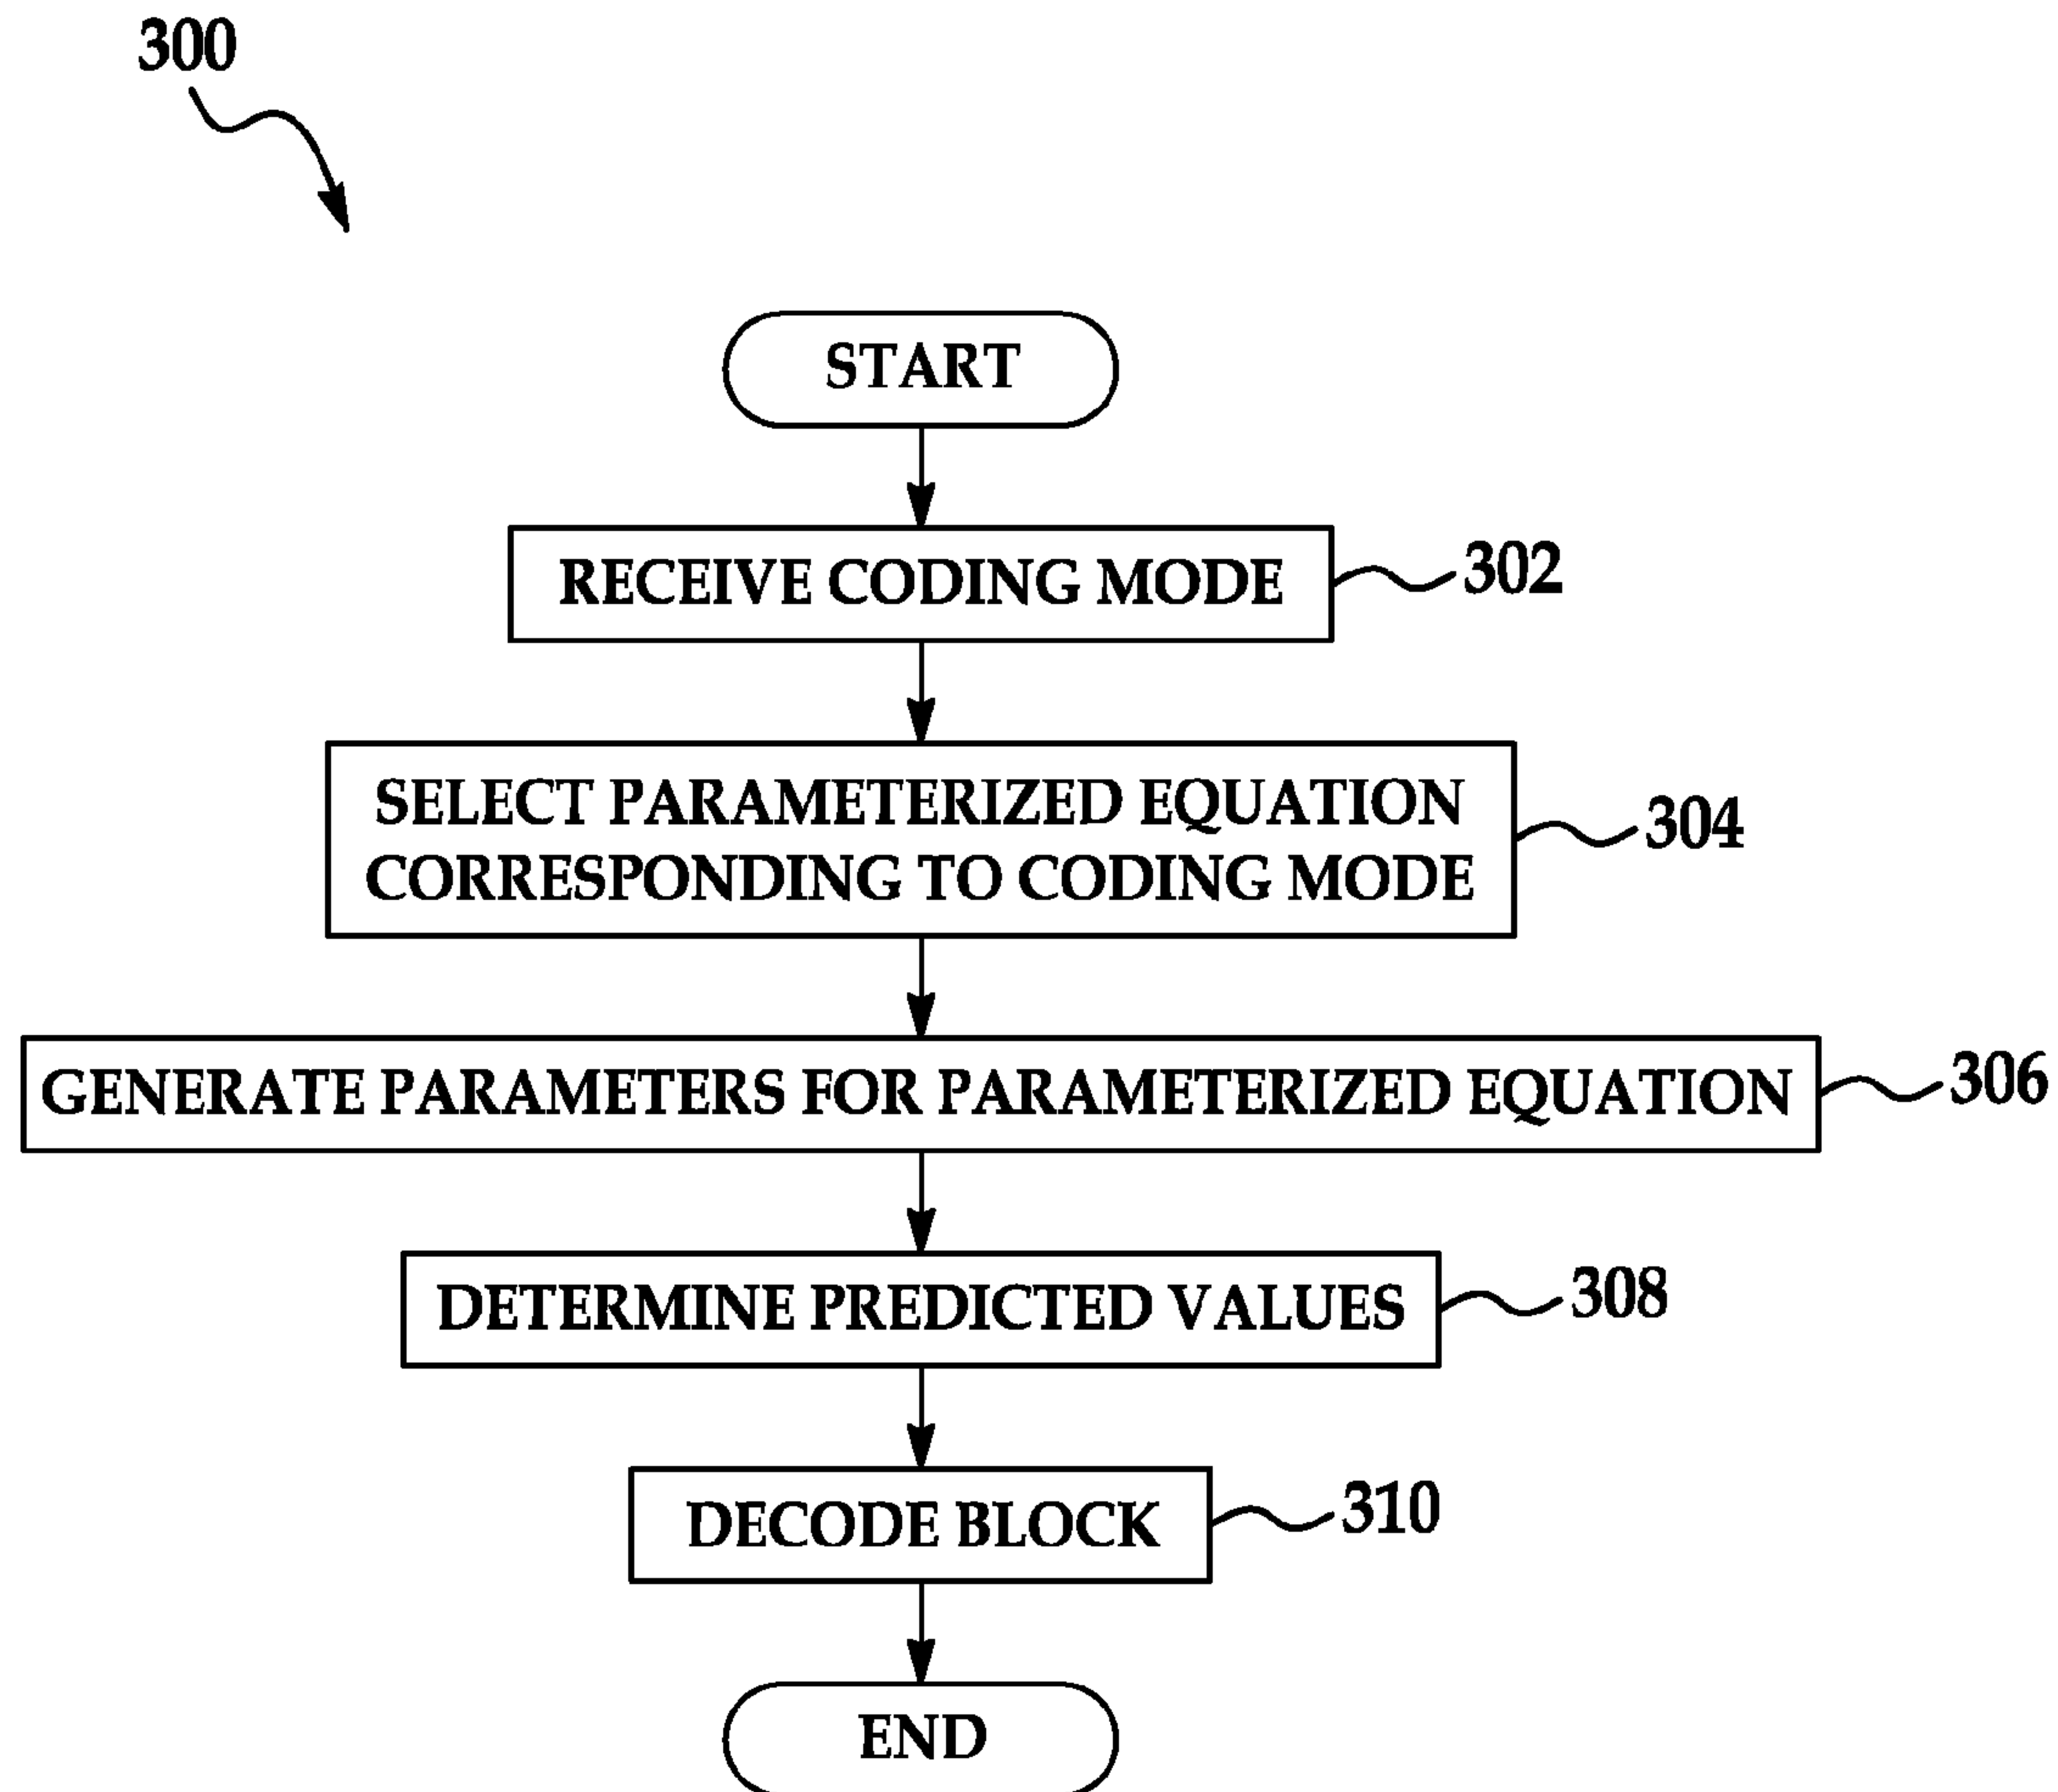 300
START
RECEIVE CODING MODE
302
SELECT PARAMETERIZED EQUATION
CORRESPONDING TO CODING MODE
304
GENERATE PARAMETERS FOR PARAMETERIZED EQUATION
306
DETERMINE PREDICTED VALUES
308
DECODE BLOCK
310
END